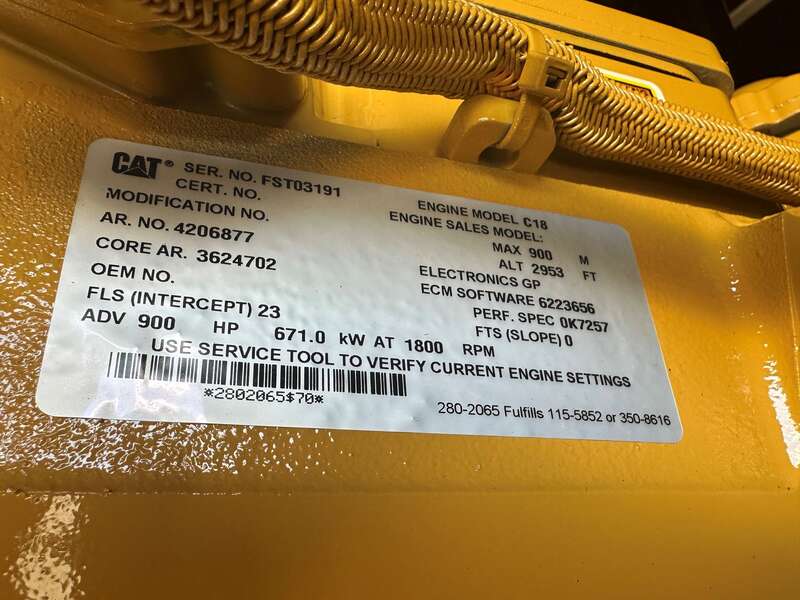 CAT® SER. NO. FST03191
CERT. NO.
MODIFICATION NO.
AR. NO. 4206877
CORE AR. 3624702
OEM NO.
FLS (INTERCEPT) 23
ENGINE MODEL C18
ENGINE SALES MODEL:
MAX 900 M
ALT 2953 FT
ELECTRONICS GP
ECM SOFTWARE 6223656
PERF. SPEC 0K7257
FTS (SLOPE) 0
ADV 900 HP 671.0 kW AT 1800 RPM
USE SERVICE TOOL TO VERIFY CURRENT ENGINE SETTINGS
*2802065$70*
280-2065 Fulfills 115-5852 or 350-8616